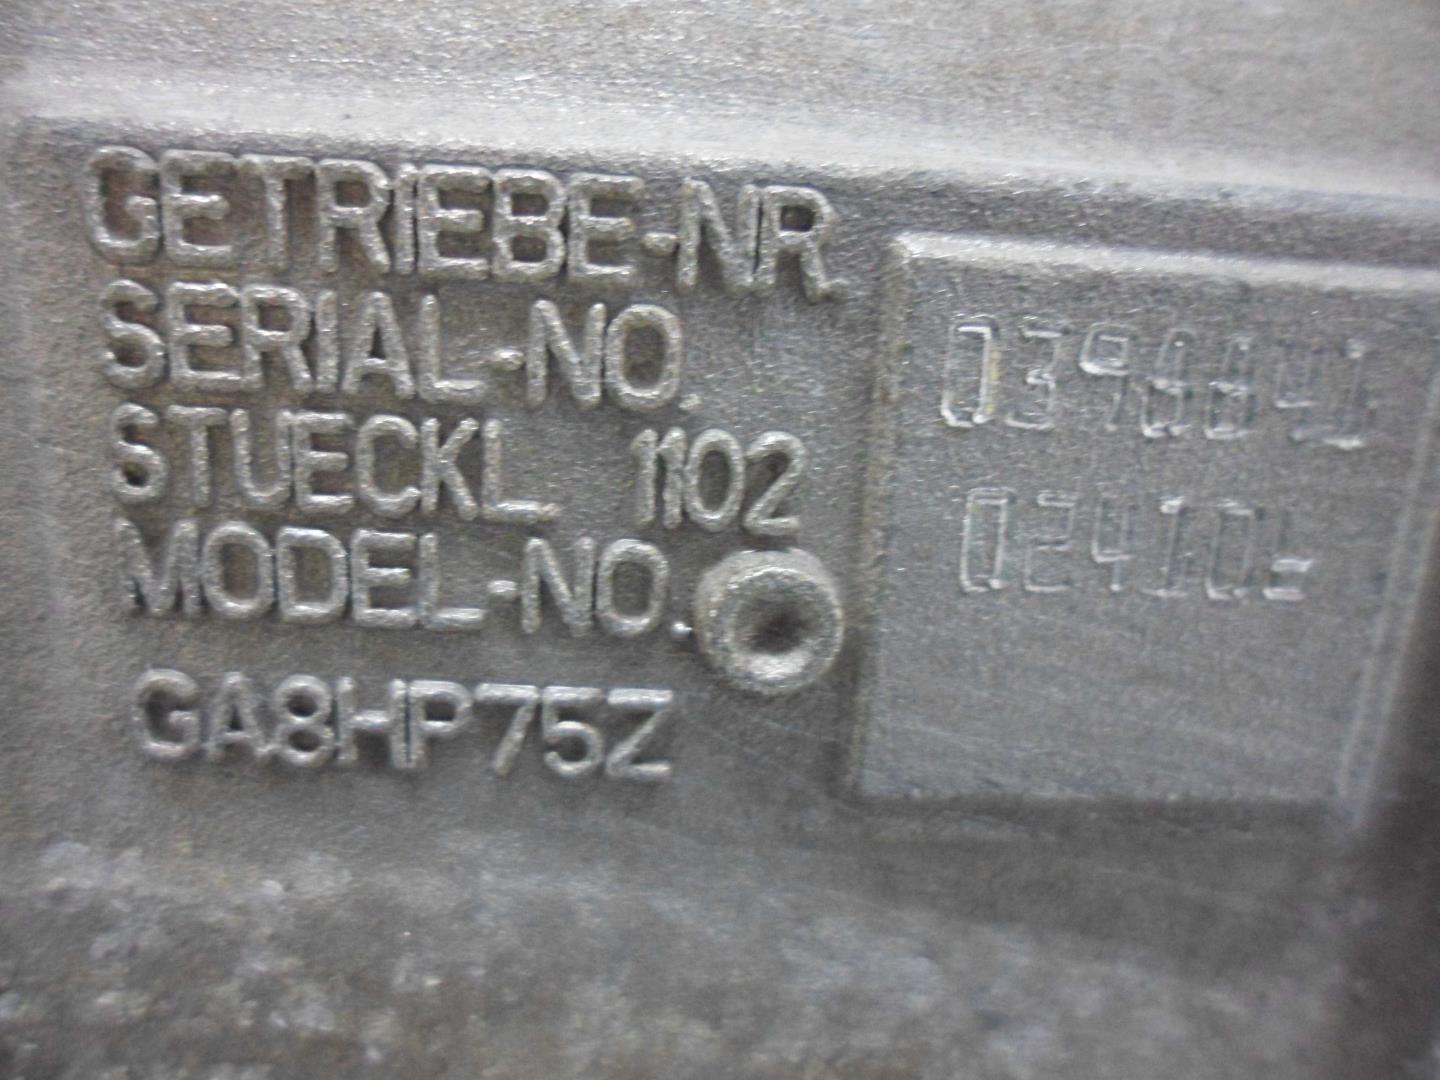 GETRIEBE-NR.
SERIAL-NO.
STUECKL. 1102
MODEL-NO.
GA8HP75Z